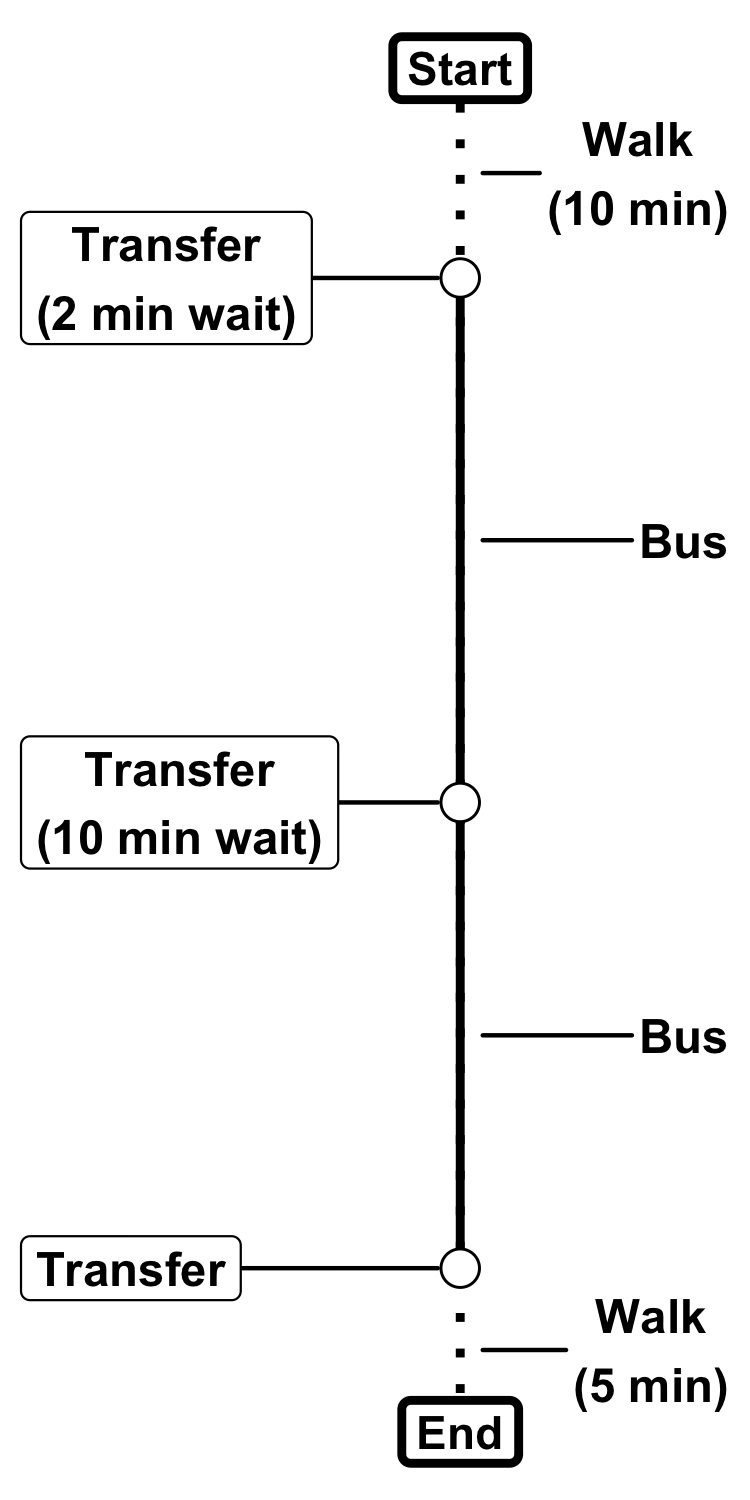 Start
Walk
(10 min)
Transfer
(2 min wait)
Bus
Transfer
(10 min wait)
Bus
Transfer
Walk
(5 min)
End